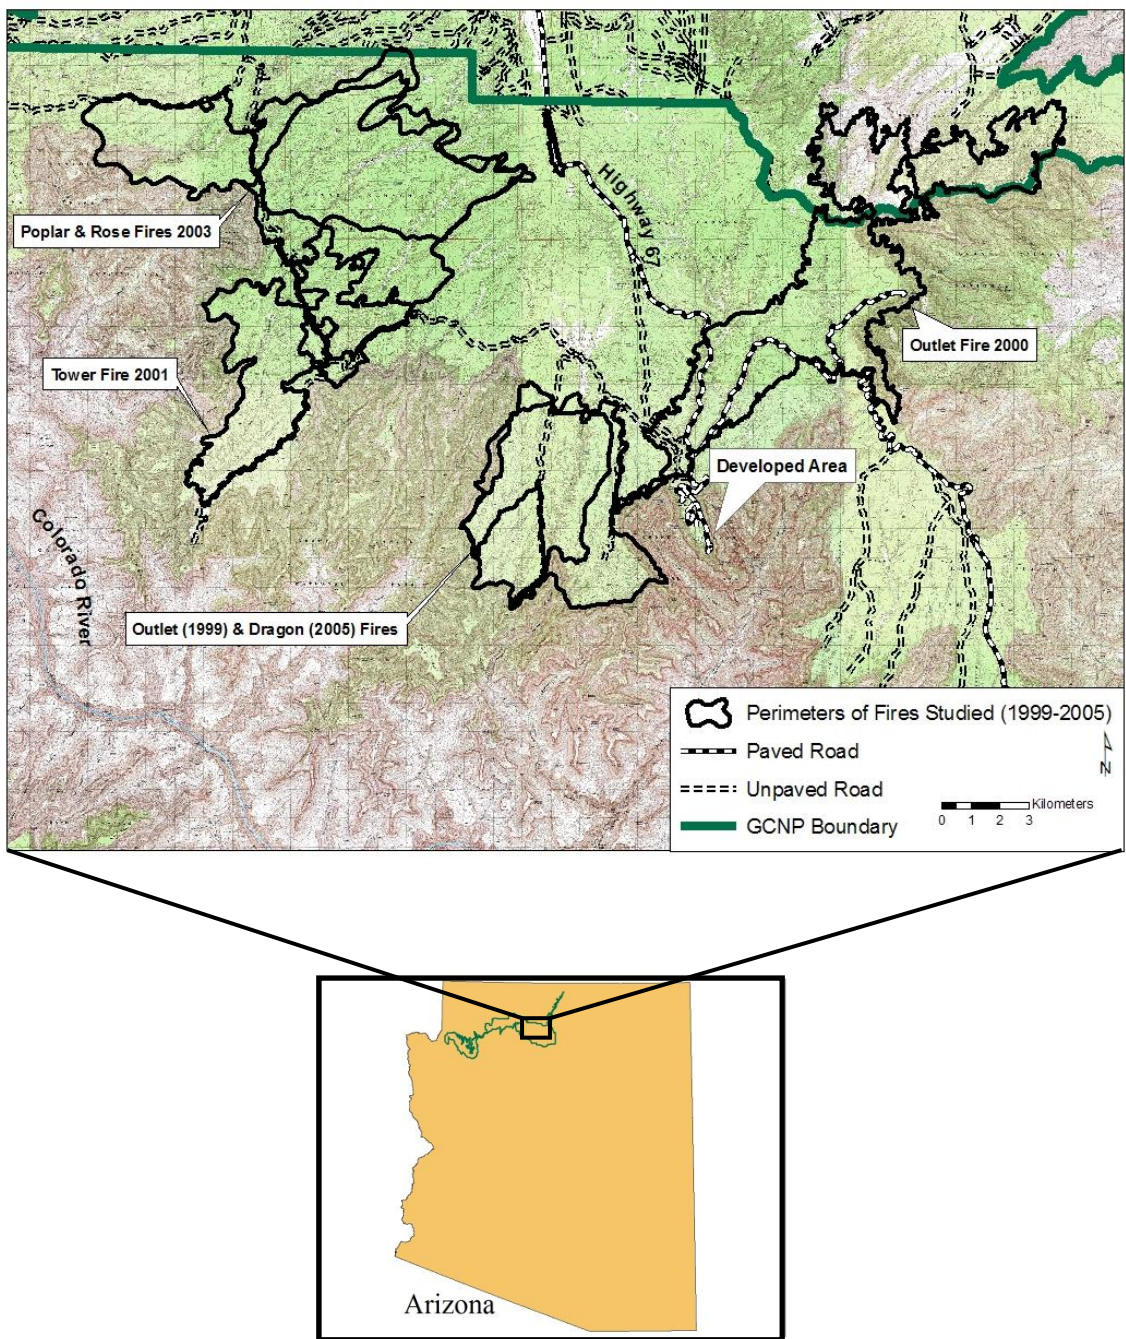 Highway 67
Poplar & Rose Fires 2003
Outlet Fire 2000
Tower Fire 2001
Developed Area
Colorado River
Outlet (1999) & Dragon (2005) Fires
Perimeters of Fires Studied (1999-2005)
Paved Road
N
Unpaved Road
Kilometers
GCNP Boundary
0 1 2 3
Arizona